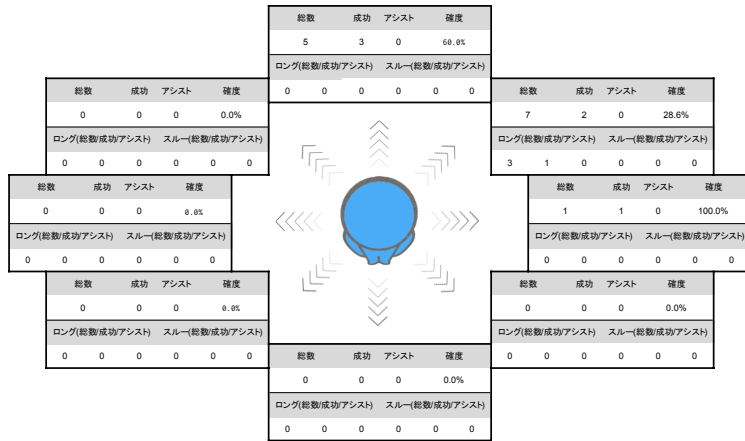 総数 成功 アシスト 確度
5 3 0 60.0%
ロング(総数/成功/アシスト) スルー(総数/成功/アシスト)
0 0 0 0 0 0
総数 成功 アシスト 確度
0 0 0 0.0%
ロング(総数/成功/アシスト) スルー(総数/成功/アシスト)
0 0 0 0 0 0
総数 成功 アシスト 確度
7 2 0 28.6%
ロング(総数/成功/アシスト) スルー(総数/成功/アシスト)
3 1 0 0 0 0
総数 成功 アシスト 確度
0 0 0 0.0%
ロング(総数/成功/アシスト) スルー(総数/成功/アシスト)
0 0 0 0 0 0
総数 成功 アシスト 確度
1 1 0 100.0%
ロング(総数/成功/アシスト) スルー(総数/成功/アシスト)
0 0 0 0 0 0
総数 成功 アシスト 確度
0 0 0 0.0%
ロング(総数/成功/アシスト) スルー(総数/成功/アシスト)
0 0 0 0 0 0
総数 成功 アシスト 確度
0 0 0 0.0%
ロング(総数/成功/アシスト) スルー(総数/成功/アシスト)
0 0 0 0 0 0
総数 成功 アシスト 確度
0 0 0 0.0%
ロング(総数/成功/アシスト) スルー(総数/成功/アシスト)
0 0 0 0 0 0